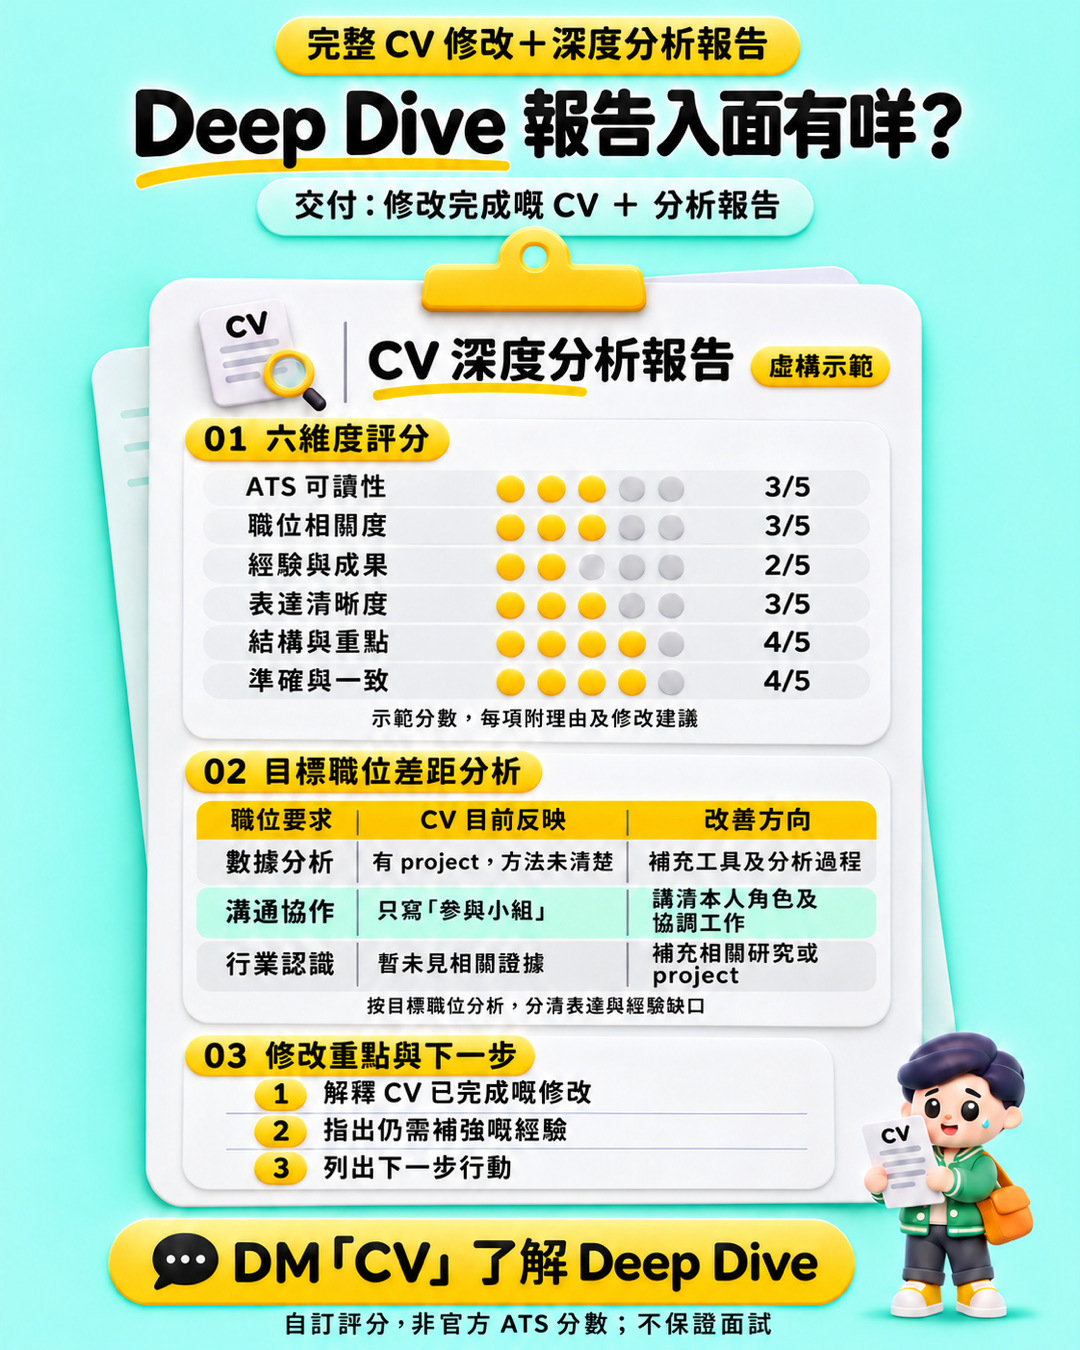 完整 CV 修改＋深度分析報告
Deep Dive 報告入面有咩？
交付：修改完成嘅 CV ＋ 分析報告
CV
CV 深度分析報告
虛構示範
01 六維度評分
ATS 可讀性 3/5
職位相關度 3/5
經驗與成果 2/5
表達清晰度 3/5
結構與重點 4/5
準確與一致 4/5
示範分數，每項附理由及修改建議
02 目標職位差距分析
職位要求 | CV 目前反映 | 改善方向
數據分析 | 有 project，方法未清楚 | 補充工具及分析過程
溝通協作 | 只寫「參與小組」 | 講清本人角色及
協調工作
行業認識 | 暫未見相關證據 | 補充相關研究或
project
按目標職位分析，分清表達與經驗缺口
03 修改重點與下一步
1 解釋 CV 已完成嘅修改
2 指出仍需補強嘅經驗
3 列出下一步行動
CV
DM「CV」了解 Deep Dive
自訂評分，非官方 ATS 分數；不保證面試